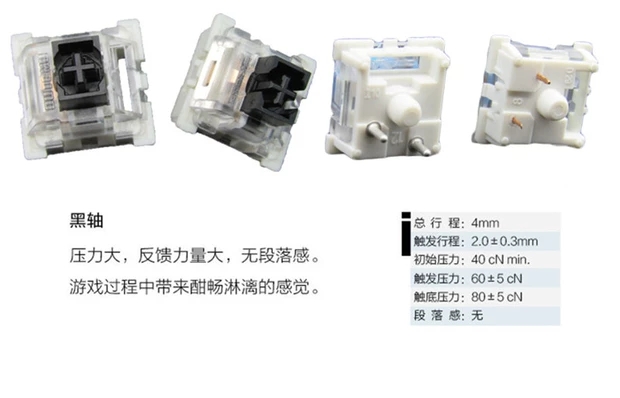 黑轴
压力大，反馈力量大，无段落感。
游戏过程中带来酣畅淋漓的感觉。
总行程：4mm
触发行程：2.0±0.3mm
初始压力：40 cN min.
触发压力：60±5 cN
触底压力：80±5 cN
段落感：无